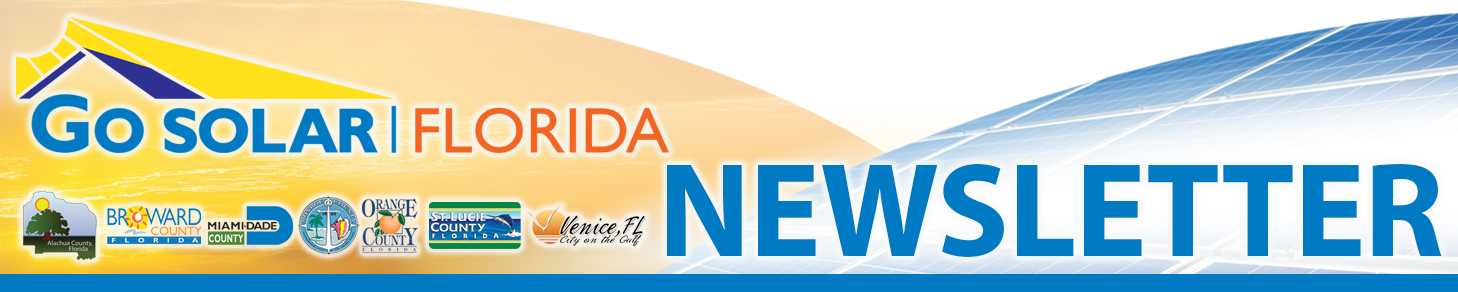 GO SOLAR | FLORIDA
NEWSLETTER
Alachua County,
Florida
BROWARD
COUNTY
FLORIDA
MIAMI-DADE
COUNTY
ORANGE
COUNTY
FLORIDA
ST. LUCIE
COUNTY
FLORIDA
Venice, FL
City on the Gulf